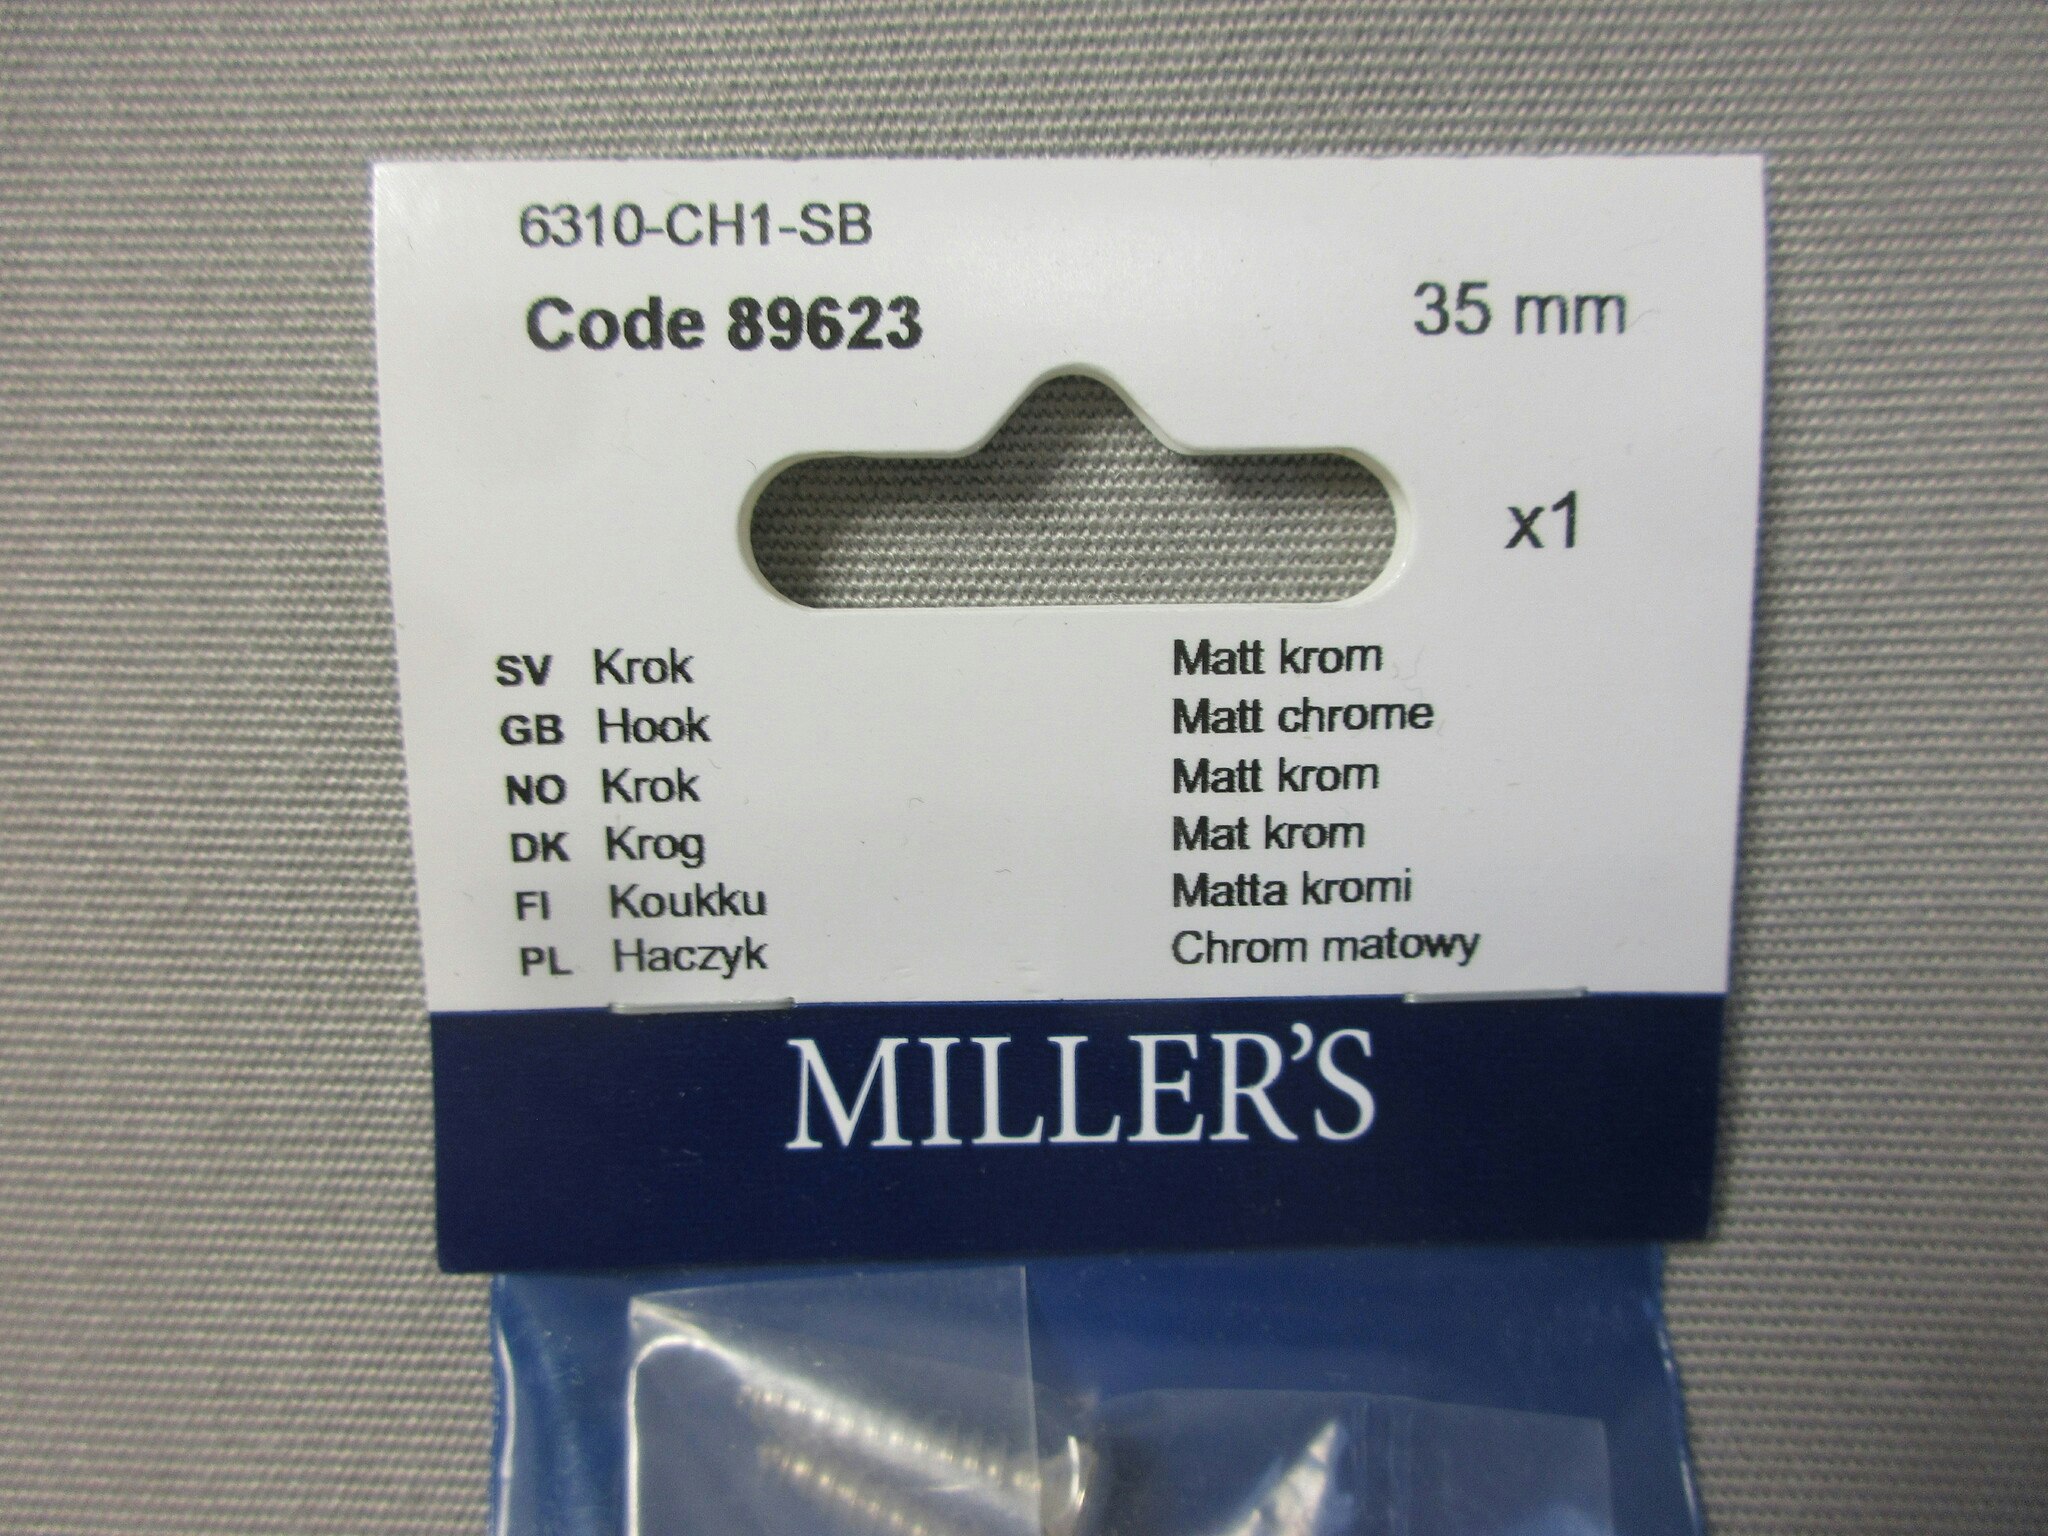 6310-CH1-SB
Code 89623
35 mm
x1
SV Krok Matt krom
GB Hook Matt chrome
NO Krok Matt krom
DK Krog Mat krom
FI Koukku Matta kromi
PL Haczyk Chrom matowy
MILLER’S